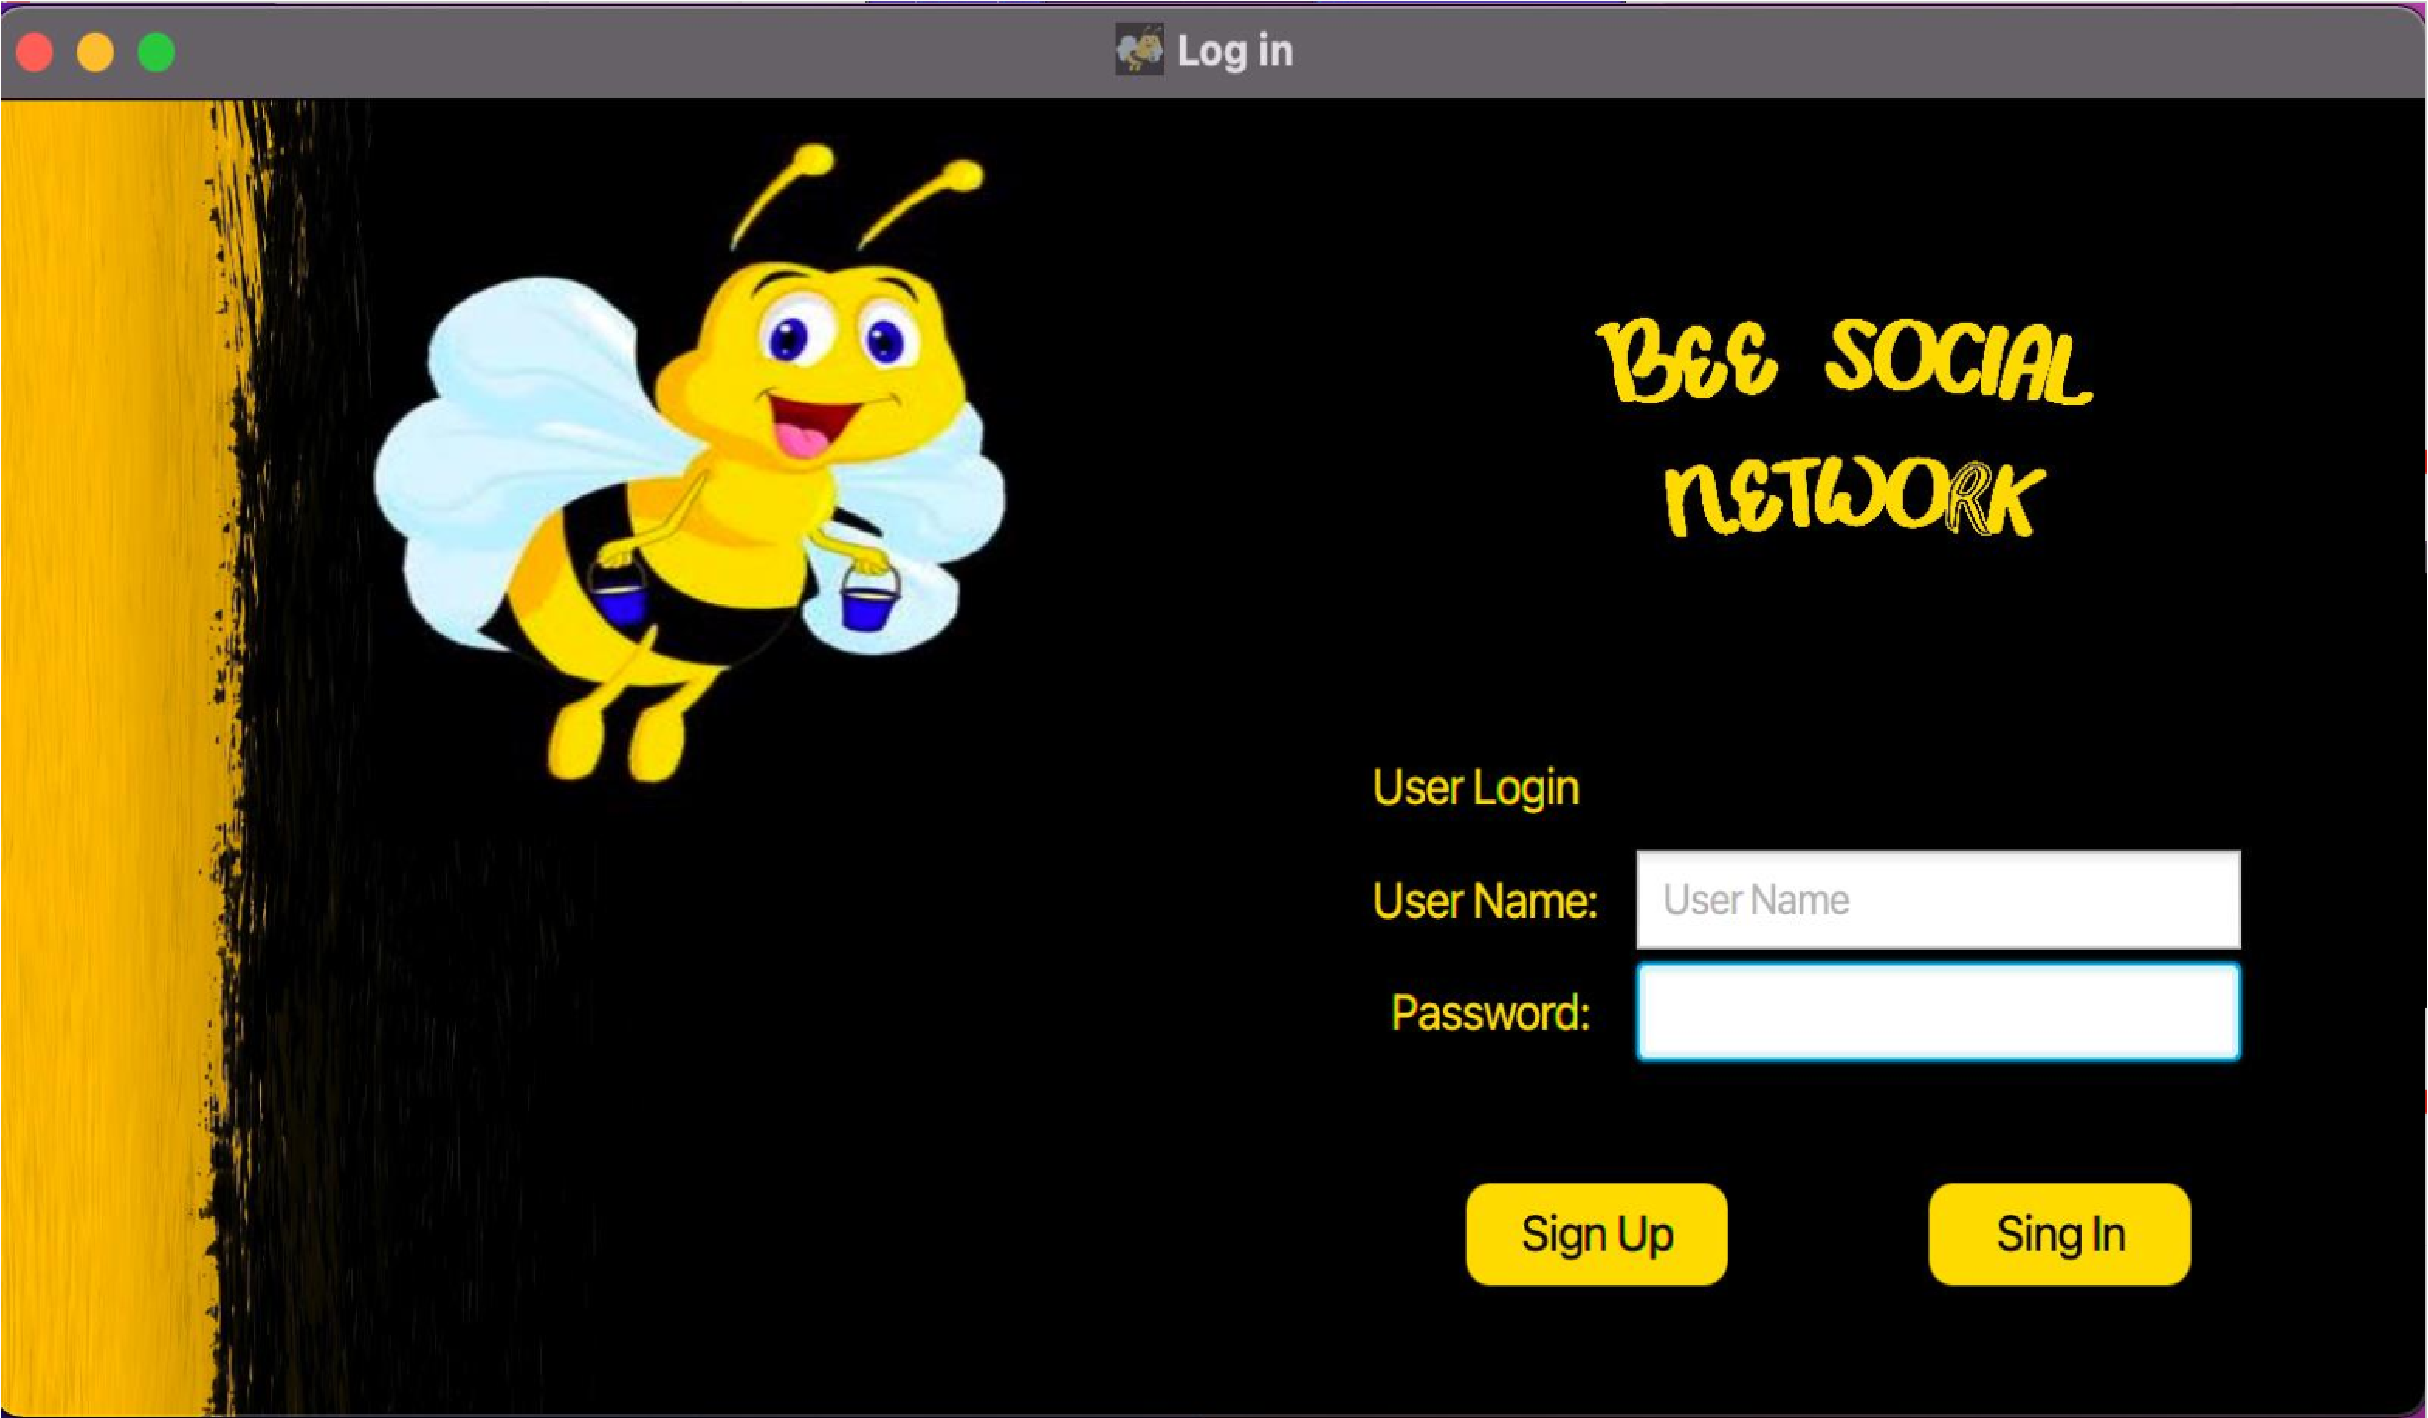 Log in
BEE SOCIAL
NETWORK
User Login
User Name: User Name
Password:
Sign Up Sing In